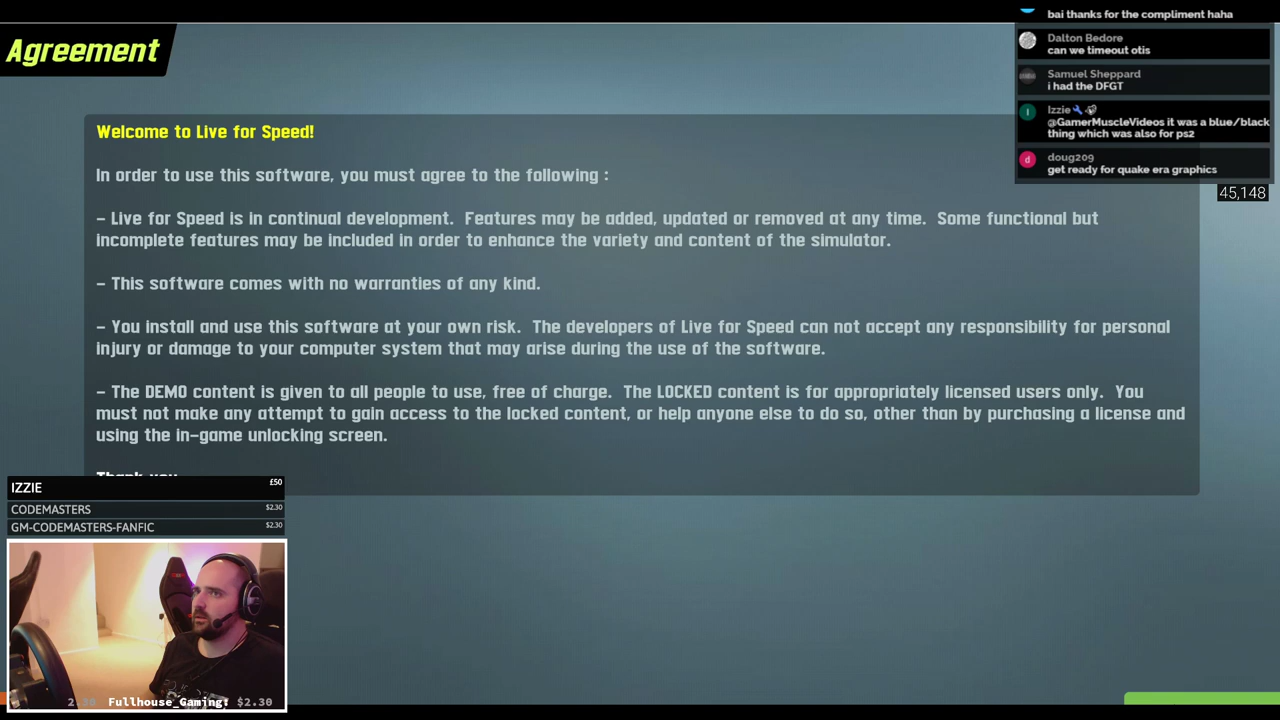 Agreement
Welcome to Live for Speed!
In order to use this software, you must agree to the following :
- Live for Speed is in continual development.  Features may be added, updated or removed at any time.  Some functional but
incomplete features may be included in order to enhance the variety and content of the simulator.
- This software comes with no warranties of any kind.
- You install and use this software at your own risk.  The developers of Live for Speed can not accept any responsibility for personal
injury or damage to your computer system that may arise during the use of the software.
- The DEMO content is given to all people to use, free of charge.  The LOCKED content is for appropriately licensed users only.  You
must not make any attempt to gain access to the locked content, or help anyone else to do so, other than by purchasing a license and
using the in-game unlocking screen.
Thank you
bai thanks for the compliment haha
Dalton Bedore
can we timeout otis
Samuel Sheppard
i had the DFGT
I
Izzie
@GamerMuscleVideos it was a blue/black
thing which was also for ps2
d
doug209
get ready for quake era graphics
45,148
IZZIE £50
CODEMASTERS $2.30
GM-CODEMASTERS-FANFIC $2.30
Fullhouse_Gaming: $2.30